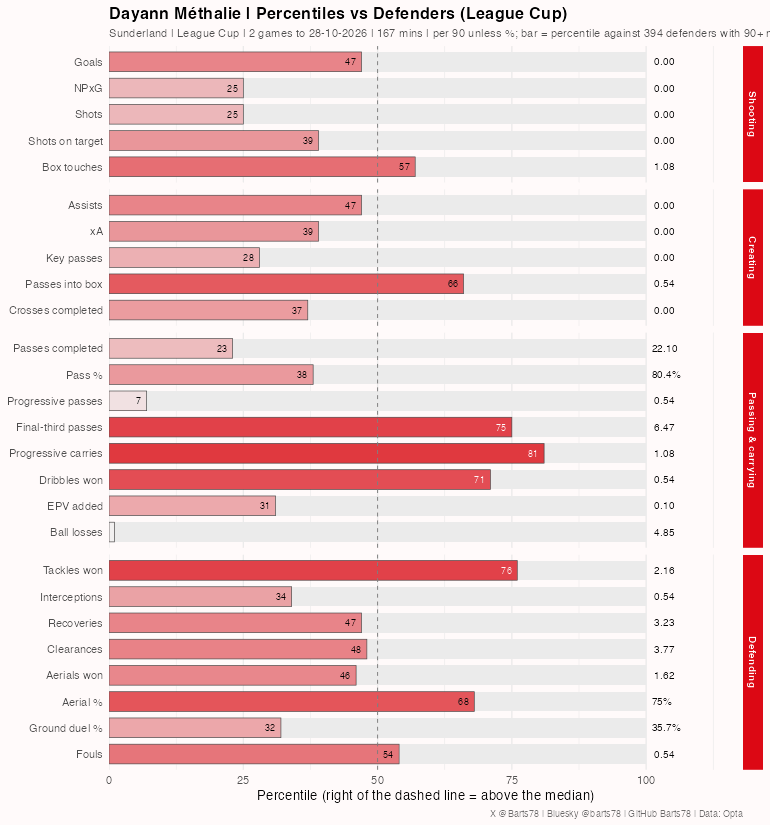 Dayann Méthalie | Percentiles vs Defenders (League Cup)
Sunderland | League Cup | 2 games to 28-10-2026 | 167 mins | per 90 unless %; bar = percentile against 394 defenders with 90+
Goals 47 0.00
NPxG 25 0.00
Shots 25 0.00
Shots on target 39 0.00
Box touches 57 1.08
Shooting
Assists 47 0.00
xA 39 0.00
Key passes 28 0.00
Passes into box 66 0.54
Crosses completed 37 0.00
Creating
Passes completed 23 22.10
Pass % 38 80.4%
Progressive passes 7 0.54
Final-third passes 75 6.47
Progressive carries 81 1.08
Dribbles won 71 0.54
EPV added 31 0.10
Ball losses 4.85
Passing & carrying
Tackles won 76 2.16
Interceptions 34 0.54
Recoveries 47 3.23
Clearances 48 3.77
Aerials won 46 1.62
Aerial % 68 75%
Ground duel % 32 35.7%
Fouls 54 0.54
Defending
0 25 50 75 100
Percentile (right of the dashed line = above the median)
X @Barts78 | Bluesky @barts78 | GitHub Barts78 | Data: Opta